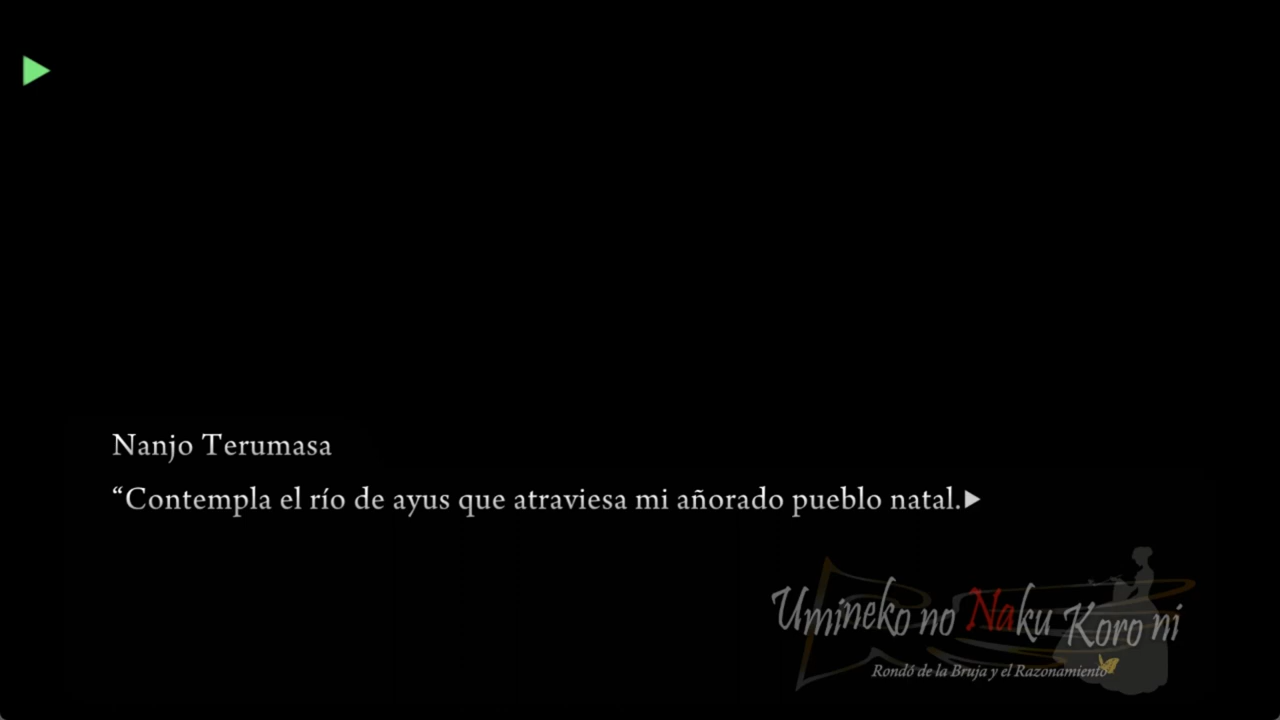 Nanjo Terumasa
“Contempla el río de ayus que atraviesa mi añorado pueblo natal.
Umineko no Naku Koro ni
Rondó de la Bruja y el Razonamiento